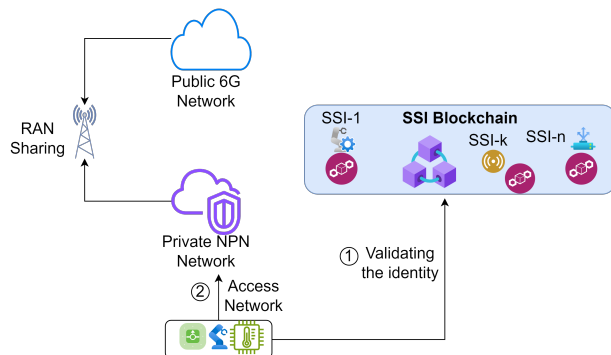 Public 6G
Network
RAN
Sharing
SSI-1
SSI Blockchain
SSI-k
SSI-n
Private NPN
Network
1
Validating
the identity
2
Access
Network